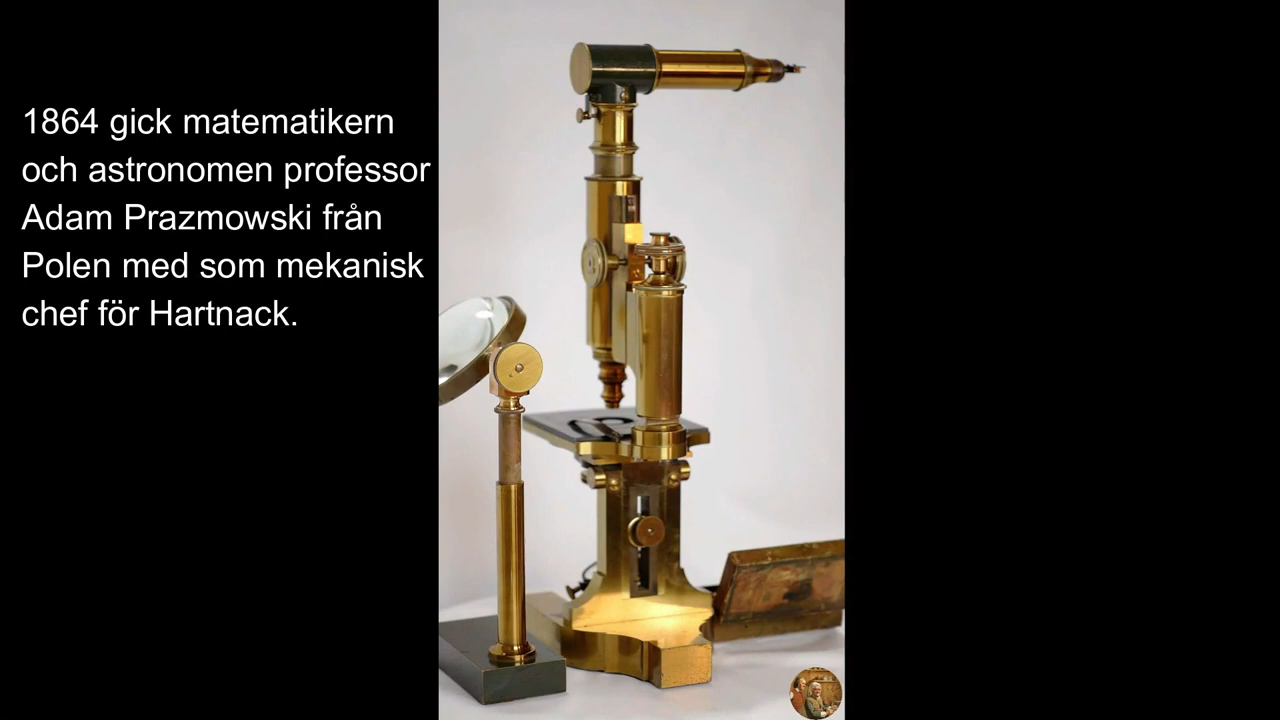 1864 gick matematikern
och astronomen professor
Adam Prazmowski från
Polen med som mekanisk
chef för Hartnack.